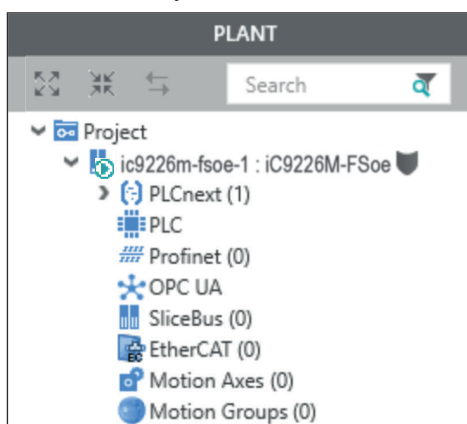 PLANT
Search
Project
ic9226m-fsoe-1 : iC9226M-FSoe
PLCnext (1)
PLC
Profinet (0)
OPC UA
SliceBus (0)
EC
EtherCAT (0)
Motion Axes (0)
Motion Groups (0)